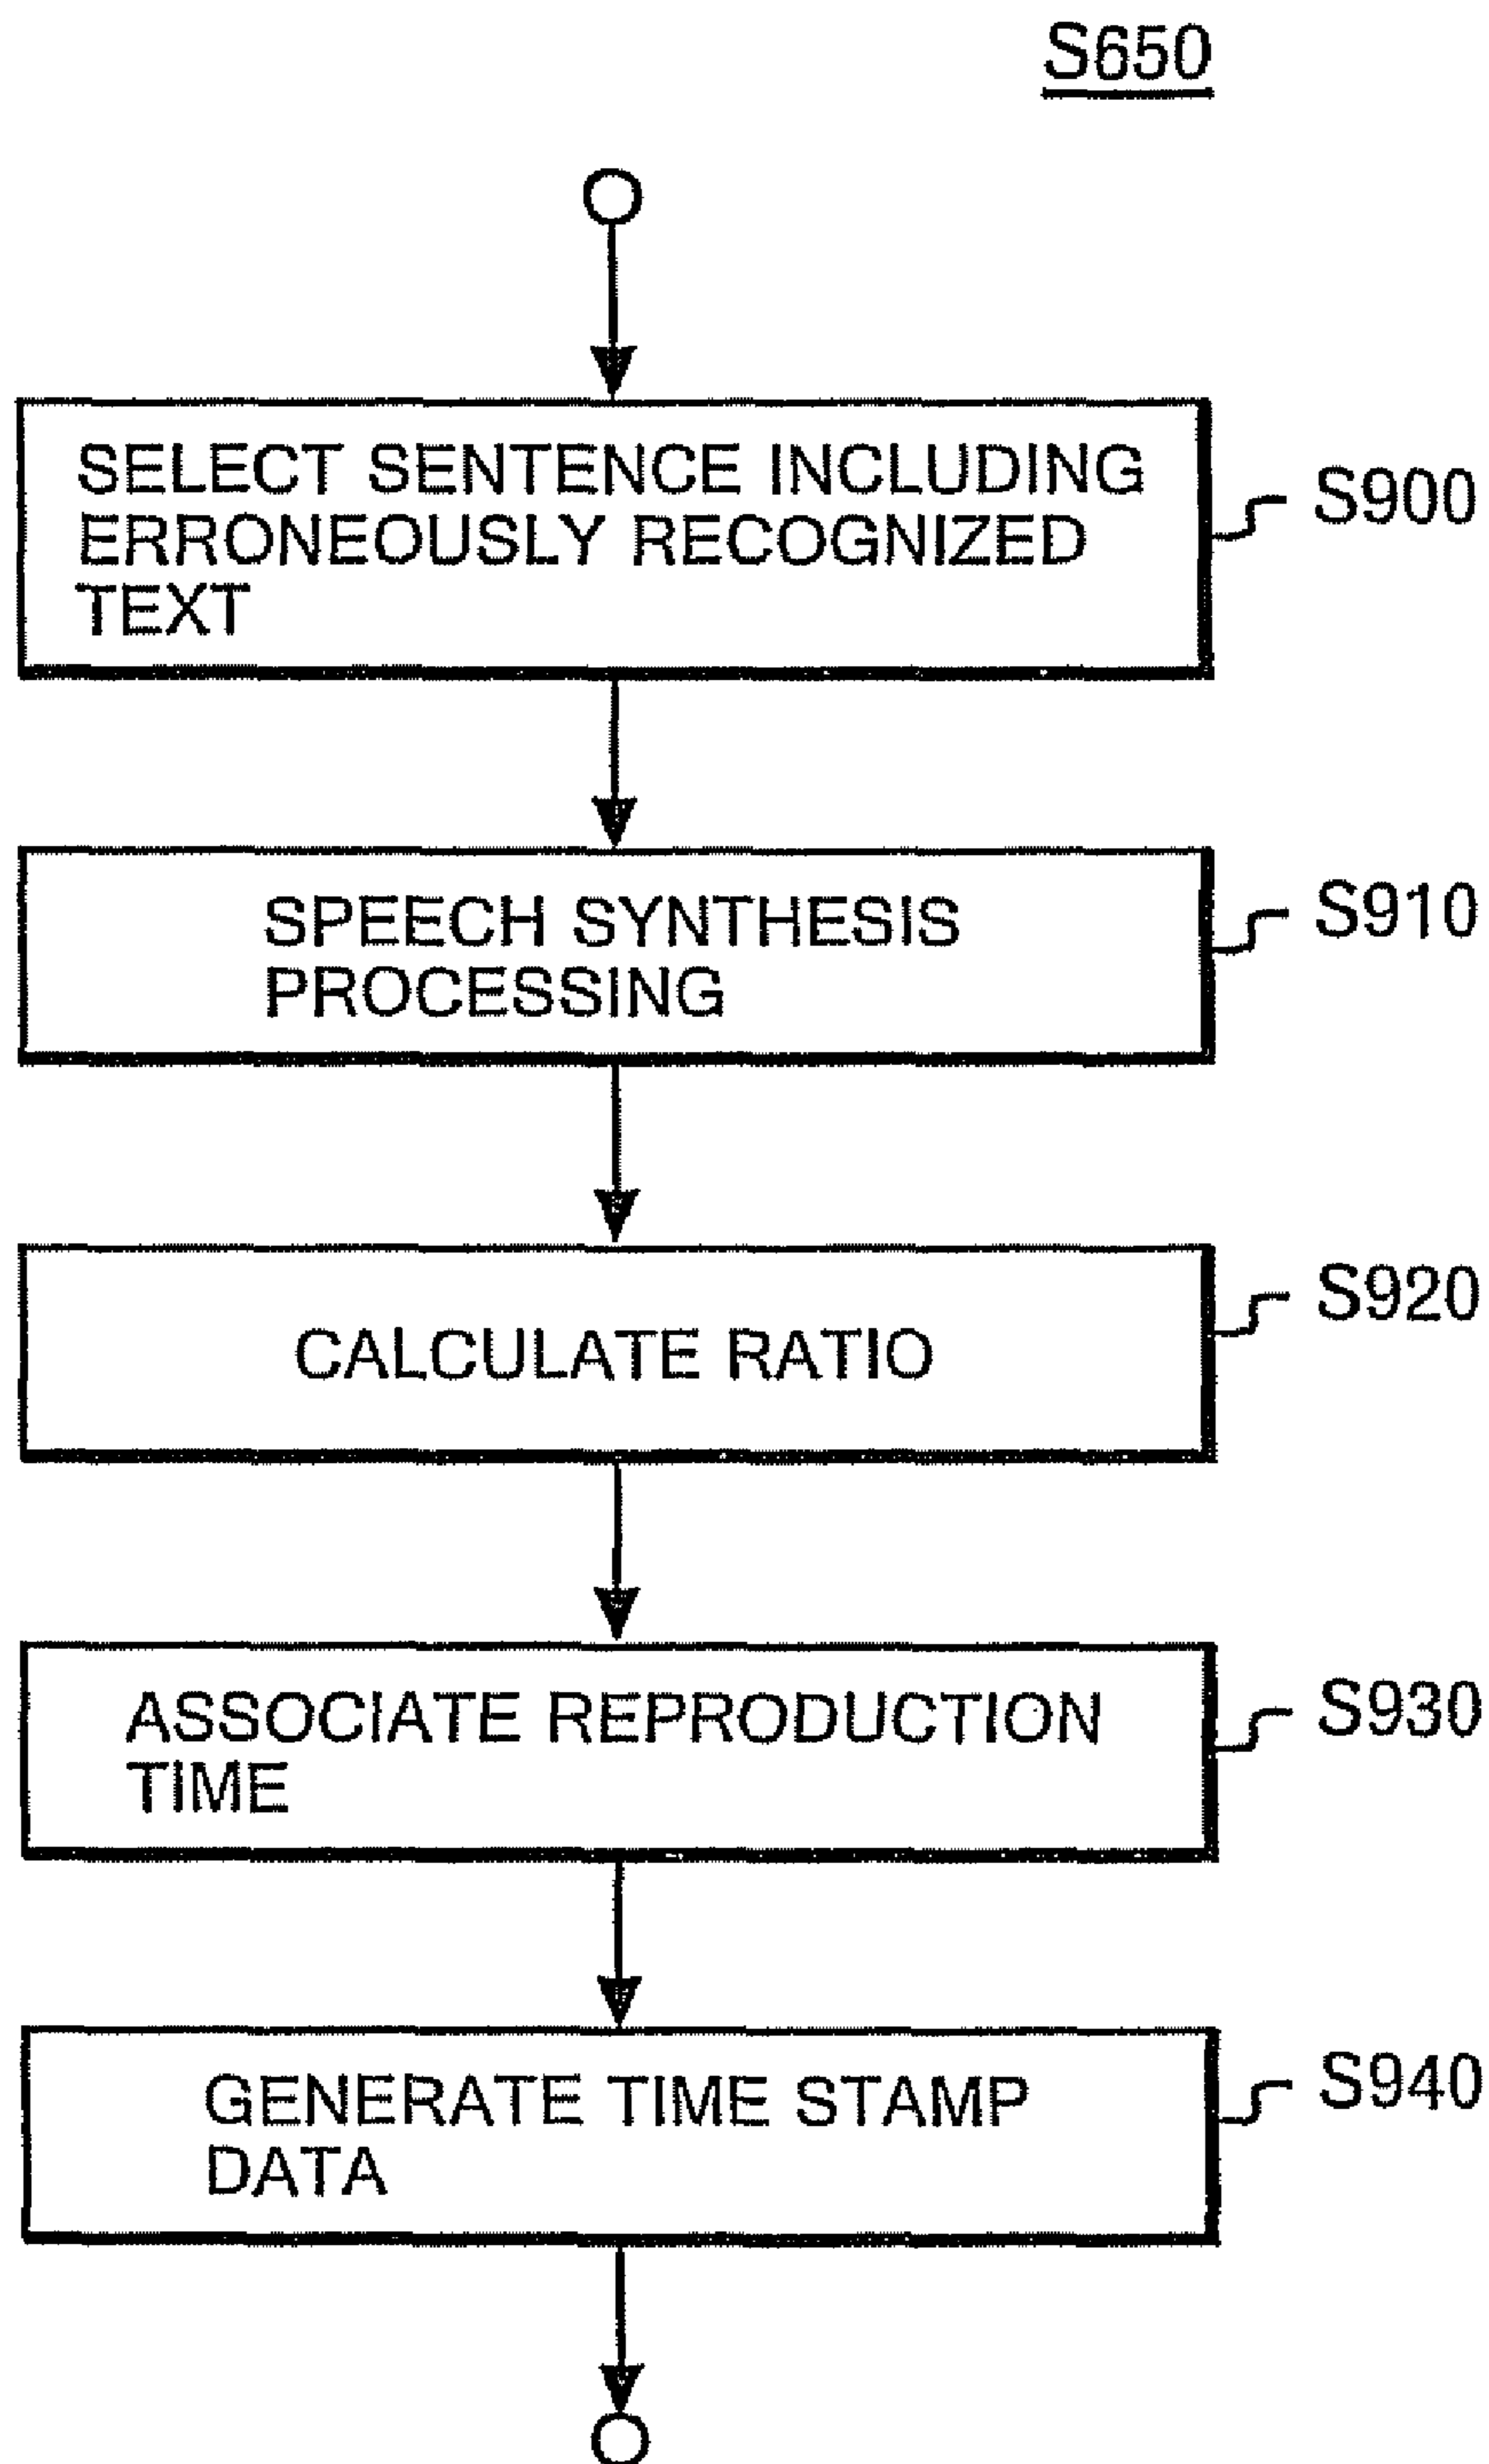 S650
SELECT SENTENCE INCLUDING
ERRONEOUSLY RECOGNIZED
TEXT
S900
SPEECH SYNTHESIS
PROCESSING
S910
CALCULATE RATIO
S920
ASSOCIATE REPRODUCTION
TIME
S930
GENERATE TIME STAMP
DATA
S940